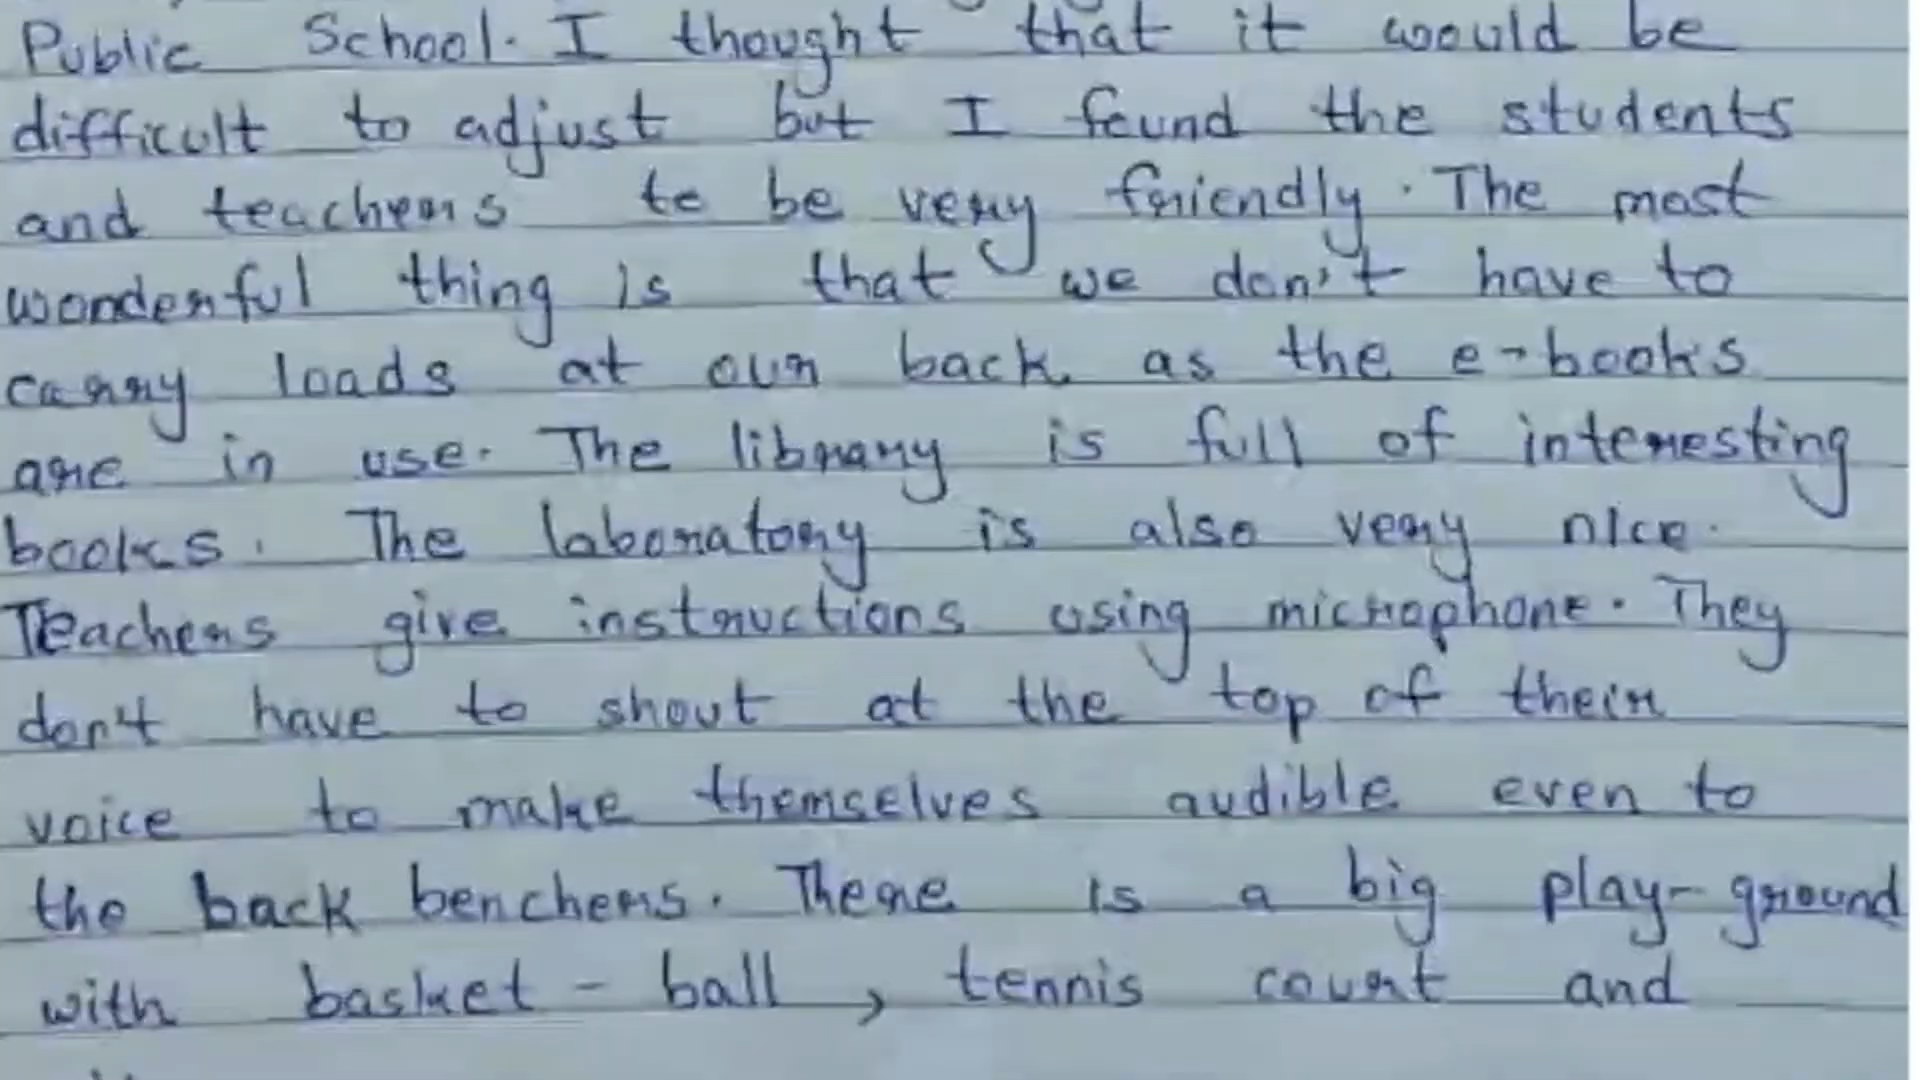 Public School. I thought that it would be
difficult to adjust but I found the students
and teachers to be very friendly. The most
wonderful thing is that we don't have to
carry loads at our back as the e-books
are in use. The library is full of interesting
books. The laboratory is also very nice.
Teachers give instructions using microphone. They
don't have to shout at the top of their
voice to make themselves audible even to
the back benchers. There is a big play-ground
with basket-ball, tennis court and